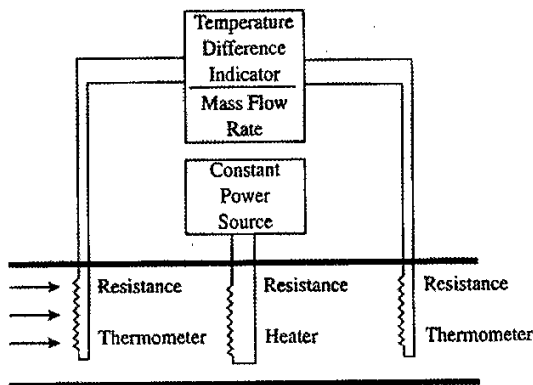 Temperature
Difference
Indicator
Mass Flow
Rate
Constant
Power
Source
Resistance
Thermometer
Resistance
Heater
Resistance
Thermometer